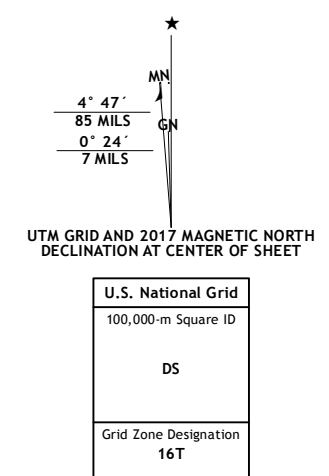 MN
4° 47´
85 MILS
GN
0° 24´
7 MILS
UTM GRID AND 2017 MAGNETIC NORTH
DECLINATION AT CENTER OF SHEET
U.S. National Grid
100,000-m Square ID
DS
Grid Zone Designation
16T